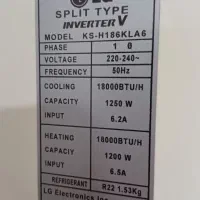 LG
SPLIT TYPE
INVERTER V
MODEL KS-H186KLA6
PHASE 1 Ø
VOLTAGE 220-240~
FREQUENCY 50Hz
COOLING 18000BTU/H
CAPACITY 1250 W
INPUT 6.2A
HEATING 18000BTU/H
CAPACITY 1200 W
INPUT 6.5A
REFRIGERANT R22 1.53Kg
LG Electronics Inc.